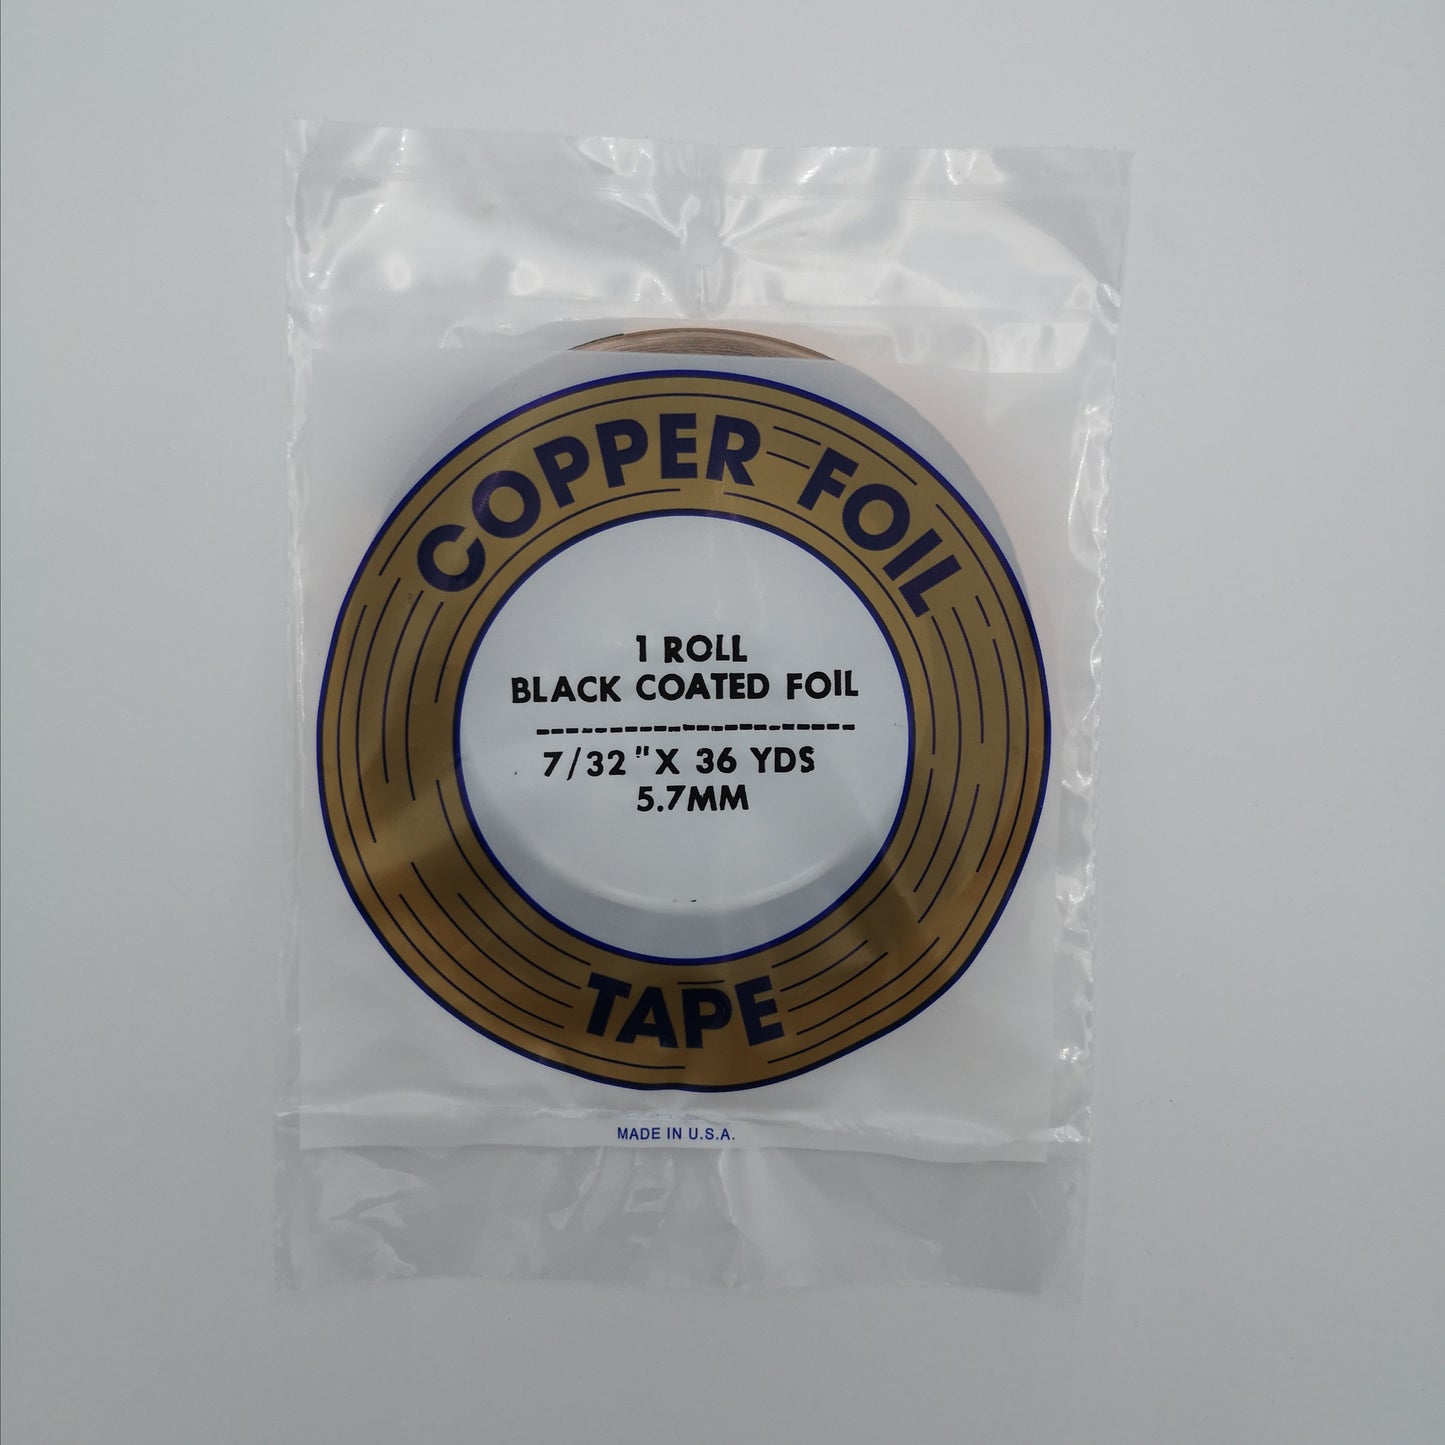 COPPER FOIL
1 ROLL
BLACK COATED FOIL
----------------------
7/32" X 36 YDS
5.7MM
TAPE
MADE IN U.S.A.